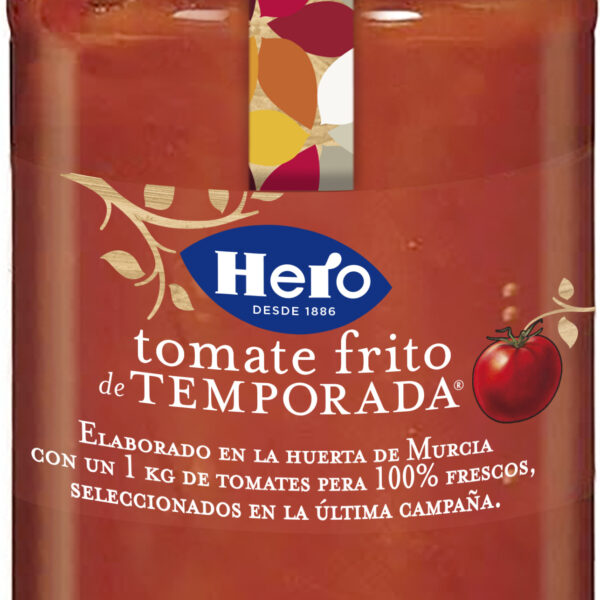 Hero
DESDE 1886
tomate frito
de TEMPORADA®
ELABORADO EN LA HUERTA DE MURCIA
CON UN 1 KG DE TOMATES PERA 100% FRESCOS,
SELECCIONADOS EN LA ÚLTIMA CAMPAÑA.